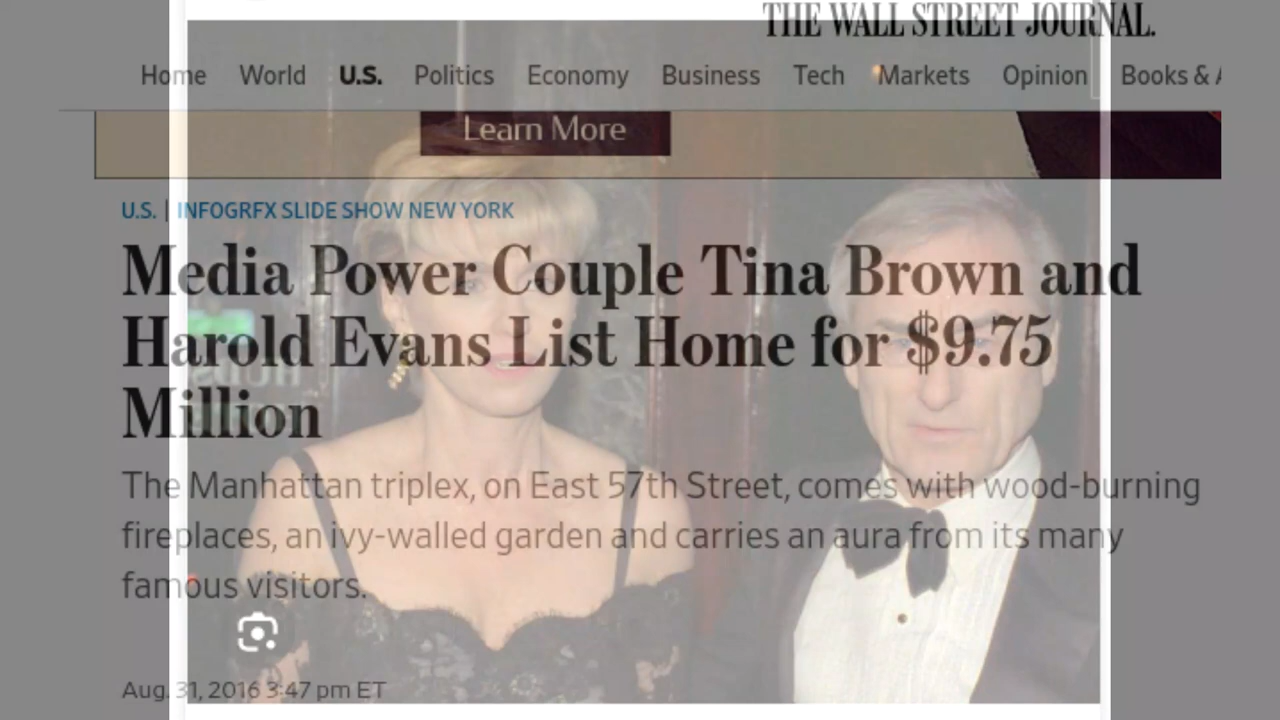 THE WALL STREET JOURNAL.
Home World U.S. Politics Economy Business Tech Markets Opinion Books &
Learn More
U.S. | INFOGRFX SLIDE SHOW NEW YORK
Media Power Couple Tina Brown and
Harold Evans List Home for $9.75
Million
The Manhattan triplex, on East 57th Street, comes with wood-burning
fireplaces, an ivy-walled garden and carries an aura from its many
famous visitors.
Aug. 31, 2016 3:47 pm ET